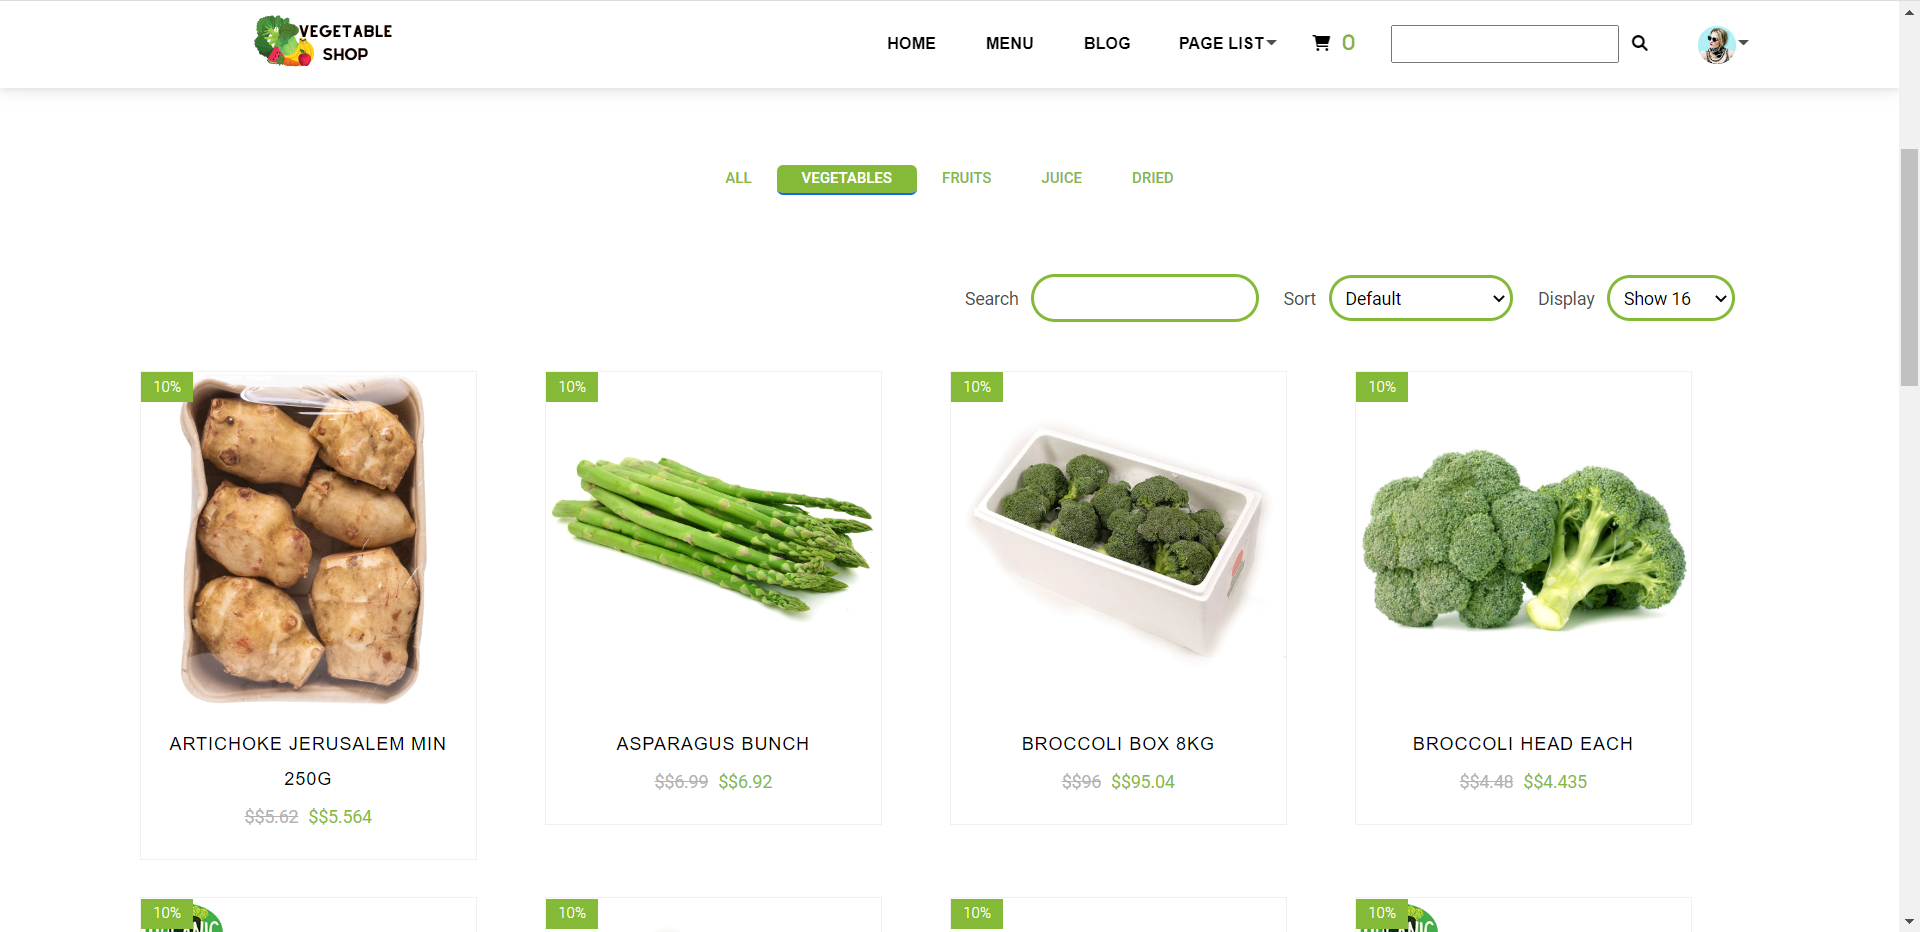 VEGETABLE
SHOP
HOME MENU BLOG PAGE LIST 0
ALL VEGETABLES FRUITS JUICE DRIED
Search Sort Default Display Show 16
10% 10% 10% 10%
ARTICHOKE JERUSALEM MIN
250G
$$5.62 $$5.564
ASPARAGUS BUNCH
$$6.99 $$6.92
BROCCOLI BOX 8KG
$$96 $$95.04
BROCCOLI HEAD EACH
$$4.48 $$4.435
10% 10% 10% 10%